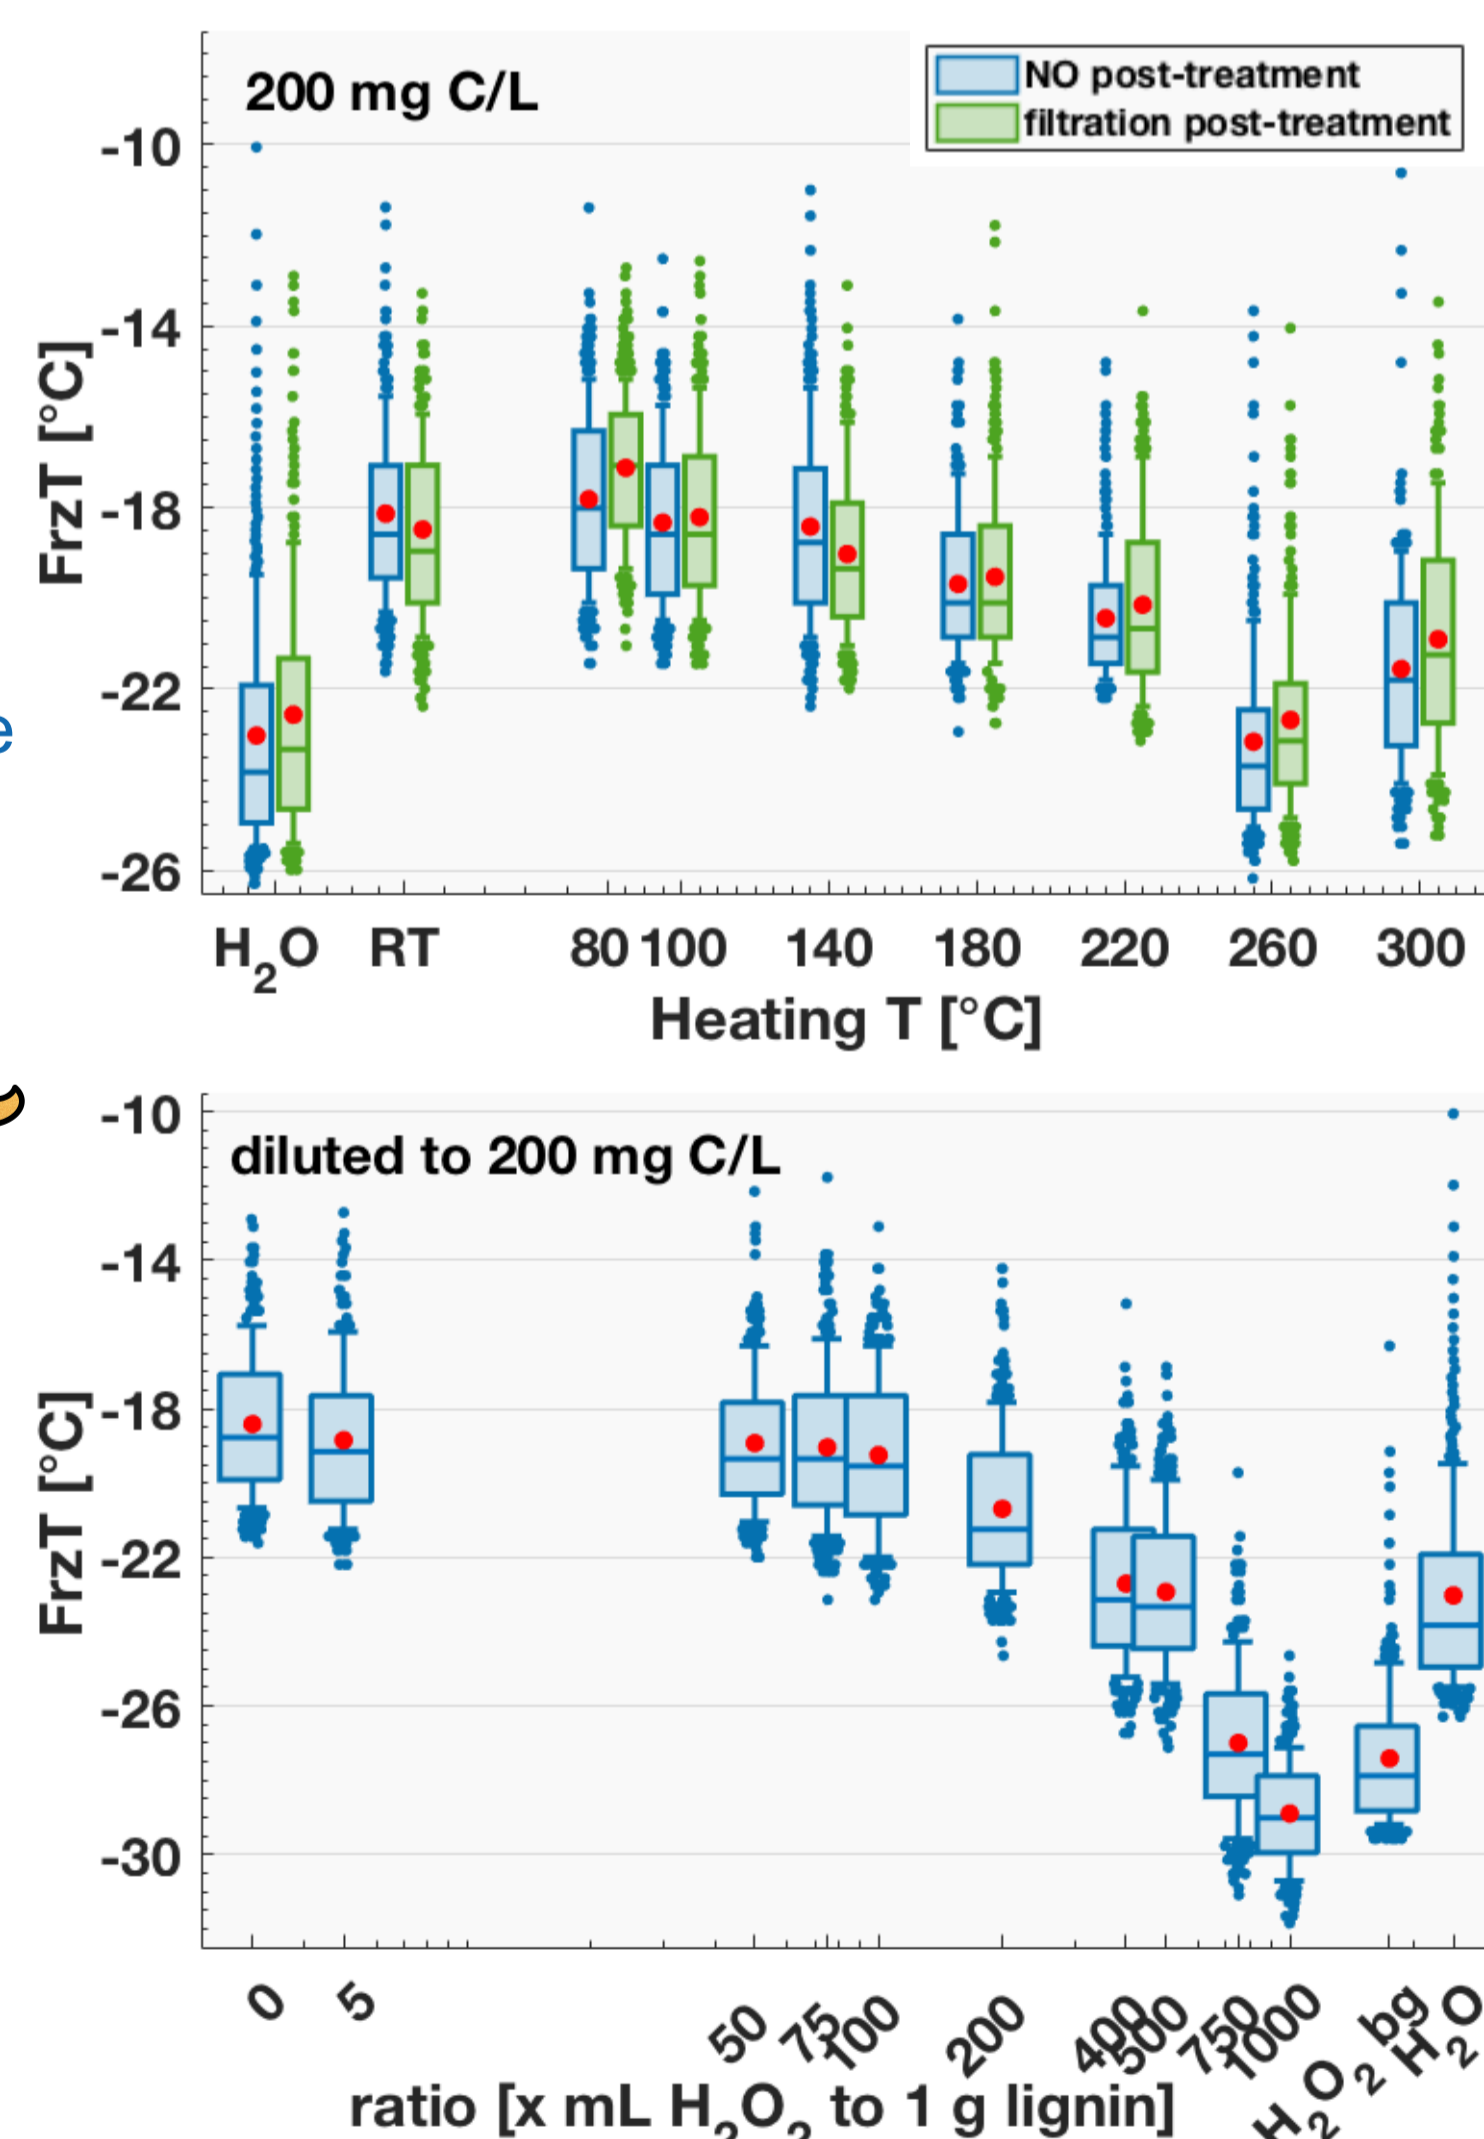 200 mg C/L
NO post-treatment
filtration post-treatment
-10
-14
-18
-22
-26
FrzT [°C]
H₂O RT 80 100 140 180 220 260 300
Heating T [°C]
e
diluted to 200 mg C/L
-10
-14
-18
-22
-26
-30
FrzT [°C]
0 5 50 75 100 200 400 500 750 1000 H₂O₂ bg H₂O
ratio [x mL H₂O₂ to 1 g lignin]